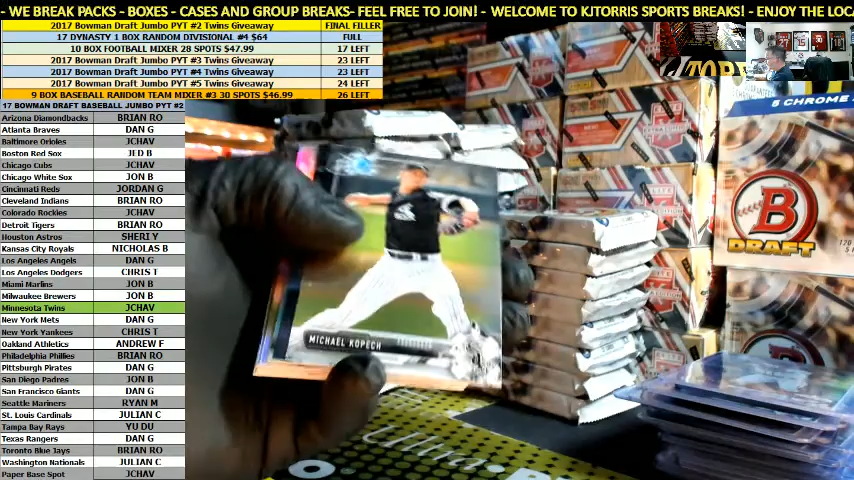 - WE BREAK PACKS - BOXES - CASES AND GROUP BREAKS- FEEL FREE TO JOIN! - WELCOME TO KJTORRIS SPORTS BREAKS! - ENJOY THE LOC
2017 Bowman Draft Jumbo PYT #2 Twins Giveaway FINAL FILLER
17 DYNASTY 1 BOX RANDOM DIVISIONAL #4 $64 FULL
10 BOX FOOTBALL MIXER 28 SPOTS $47.99 17 LEFT
2017 Bowman Draft Jumbo PYT #3 Twins Giveaway 23 LEFT
2017 Bowman Draft Jumbo PYT #4 Twins Giveaway 23 LEFT
2017 Bowman Draft Jumbo PYT #5 Twins Giveaway 24 LEFT
9 BOX BASEBALL RANDOM TEAM MIXER #3 30 SPOTS $46.99 26 LEFT
17 BOWMAN DRAFT BASEBALL JUMBO PYT #2
Arizona Diamondbacks BRIAN RO
Atlanta Braves DAN G
Baltimore Orioles JCHAV
Boston Red Sox JED B
Chicago Cubs JCHAV
Chicago White Sox JON B
Cincinnati Reds JORDAN G
Cleveland Indians BRIAN RO
Colorado Rockies JCHAV
Detroit Tigers BRIAN RO
Houston Astros SHERI Y
Kansas City Royals NICHOLAS B
Los Angeles Angels DAN G
Los Angeles Dodgers CHRIS T
Miami Marlins JON B
Milwaukee Brewers JON B
Minnesota Twins JCHAV
New York Mets DAN G
New York Yankees CHRIS T
Oakland Athletics ANDREW F
Philadelphia Phillies BRIAN RO
Pittsburgh Pirates DAN G
San Diego Padres JON B
San Francisco Giants DAN G
Seattle Mariners RYAN M
St. Louis Cardinals JULIAN C
Tampa Bay Rays YU DU
Texas Rangers DAN G
Toronto Blue Jays BRIAN RO
Washington Nationals JULIAN C
Paper Base Spot JCHAV
MICHAEL KOPECH
5 CHROME
B
DRAFT
Ultra